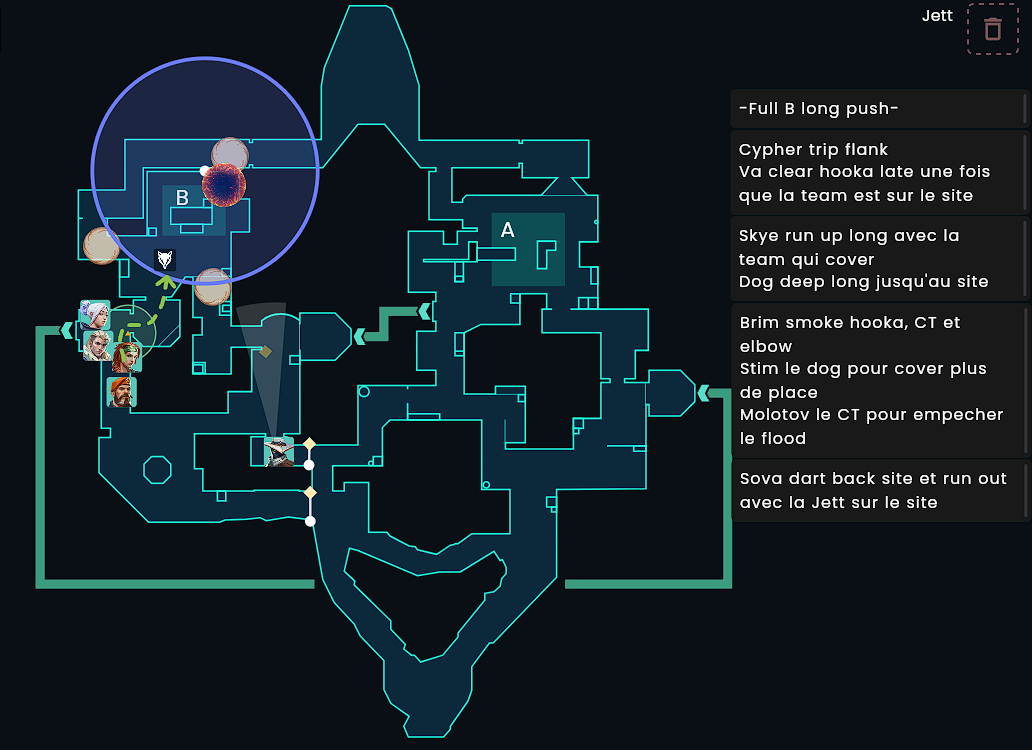 Jett
-Full B long push-
Cypher trip flank
Va clear hooka late une fois
que la team est sur le site
Skye run up long avec la
team qui cover
Dog deep long jusqu'au site
Brim smoke hooka, CT et
elbow
Stim le dog pour cover plus
de place
Molotov le CT pour empecher
le flood
Sova dart back site et run out
avec la Jett sur le site
B
A